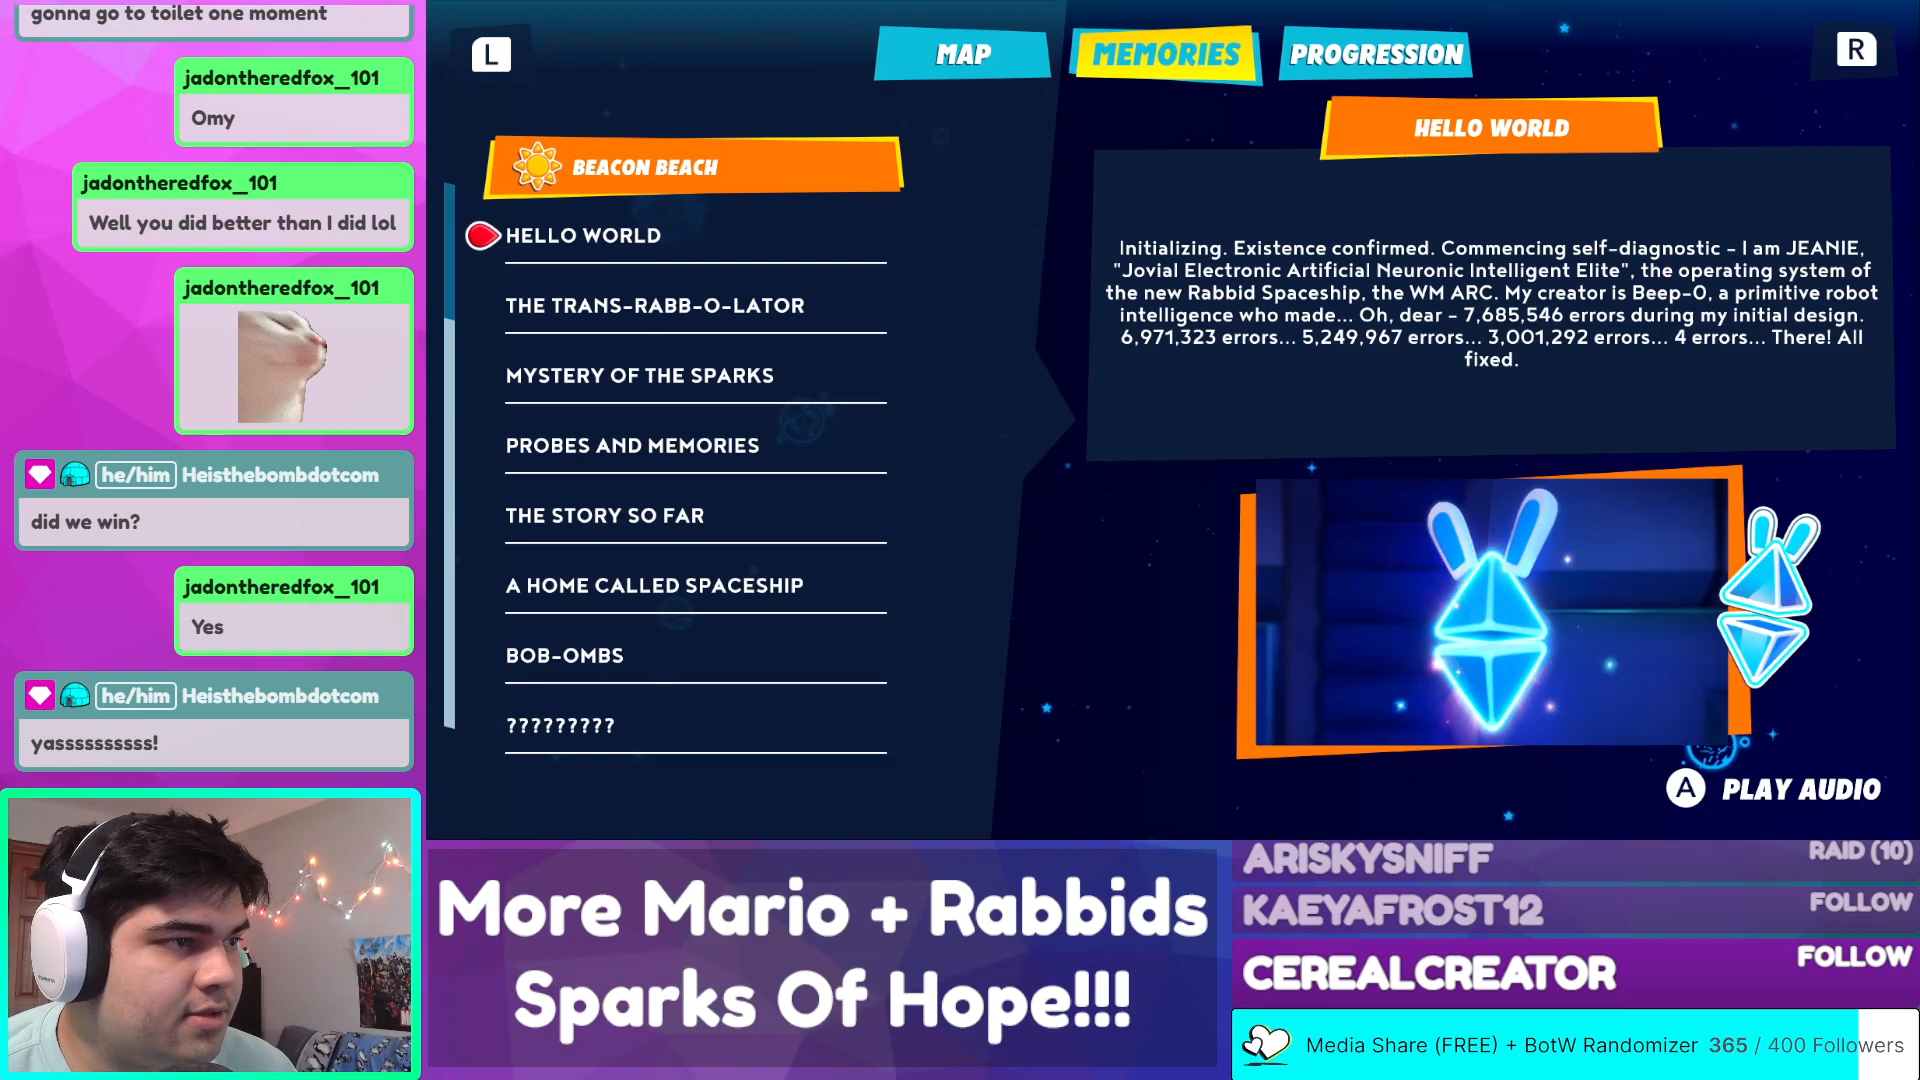 gonna go to toilet one moment
jadontheredfox_101
Omy
jadontheredfox_101
Well you did better than I did lol
jadontheredfox_101
he/him Heisthebombdotcom
did we win?
jadontheredfox_101
Yes
he/him Heisthebombdotcom
yassssssssss!
L
MAP
MEMORIES
PROGRESSION
R
BEACON BEACH
HELLO WORLD
THE TRANS-RABB-O-LATOR
MYSTERY OF THE SPARKS
PROBES AND MEMORIES
THE STORY SO FAR
A HOME CALLED SPACESHIP
BOB-OMBS
?????????
HELLO WORLD
Initializing. Existence confirmed. Commencing self-diagnostic - I am JEANIE,
"Jovial Electronic Artificial Neuronic Intelligent Elite", the operating system of
the new Rabbid Spaceship, the WM ARC. My creator is Beep-O, a primitive robot
intelligence who made... Oh, dear - 7,685,546 errors during my initial design.
6,971,323 errors... 5,249,967 errors... 3,001,292 errors... 4 errors... There! All
fixed.
A PLAY AUDIO
More Mario + Rabbids
Sparks Of Hope!!!
ARISKYSNIFF RAID (10)
KAEYAFROST12 FOLLOW
CEREALCREATOR FOLLOW
Media Share (FREE) + BotW Randomizer 365 / 400 Followers